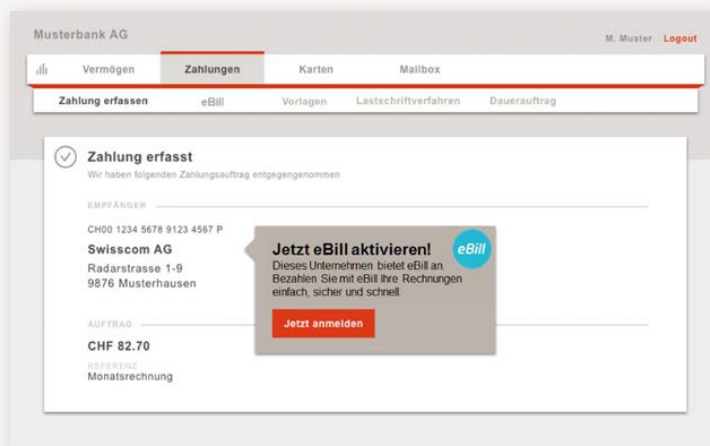 Musterbank AG
M. Muster Logout
Vermögen Zahlungen Karten Mailbox
Zahlung erfassen eBill Vorlagen Lastschriftverfahren Dauerauftrag
Zahlung erfasst
Wir haben folgenden Zahlungsauftrag entgegengenommen
EMPFÄNGER
CH00 1234 5678 9123 4567 P
Swisscom AG
Radarstrasse 1-9
9876 Musterhausen
Jetzt eBill aktivieren!
eBill
Dieses Unternehmen bietet eBill an.
Bezahlen Sie mit eBill Ihre Rechnungen
einfach, sicher und schnell.
Jetzt anmelden
AUFTRAG
CHF 82.70
REFERENZ
Monatsrechnung